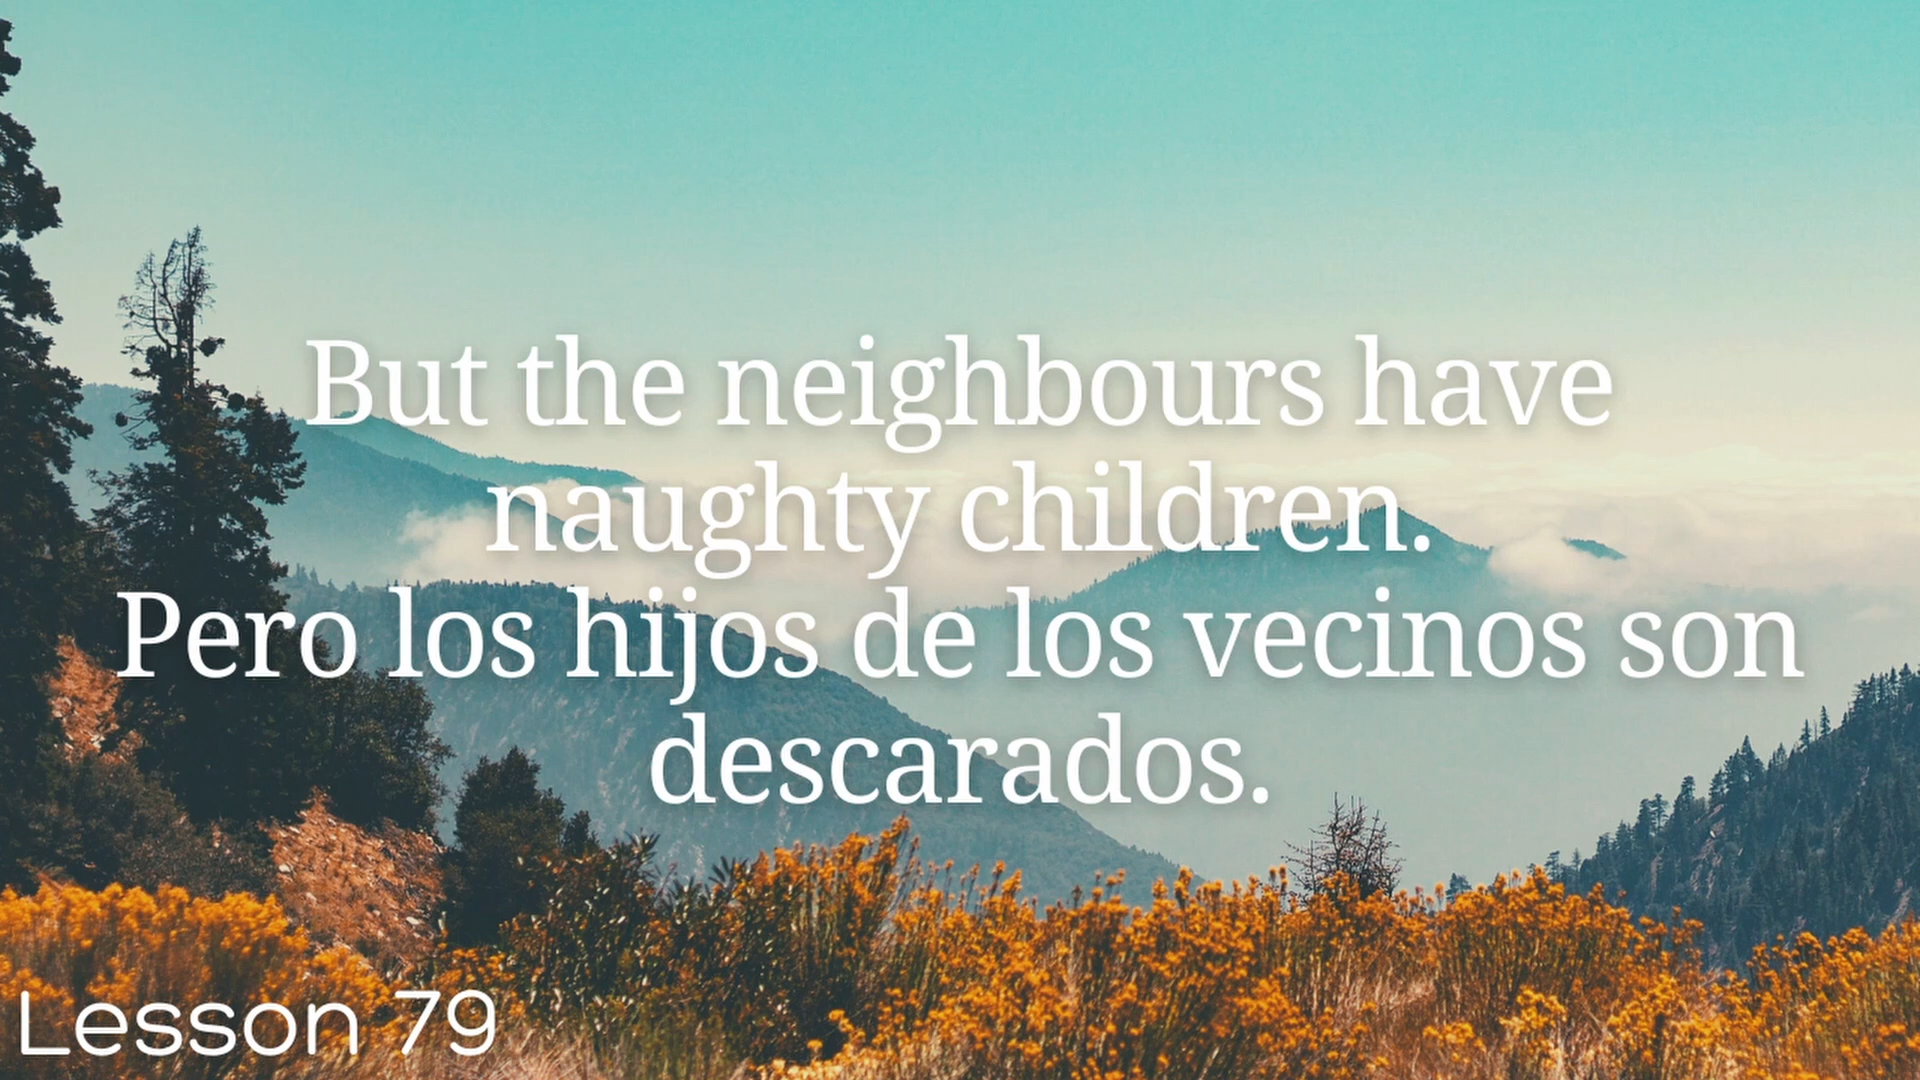 But the neighbours have
naughty children.
Pero los hijos de los vecinos son
descarados.
Lesson 79